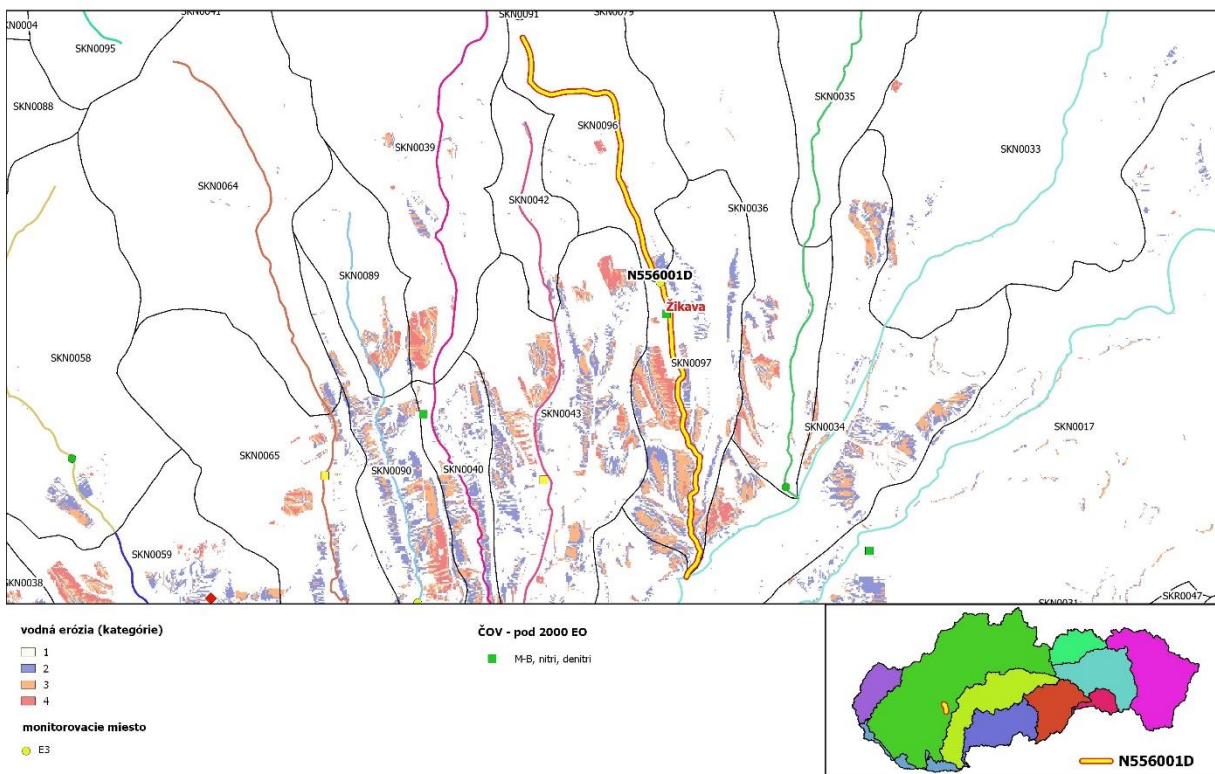 SKN0041
SKN0091
SKN0079
SKN0004
SKN0095
SKN0088
SKN0035
SKN0096
SKN0039
SKN0033
SKN0064
SKN0042
SKN0036
SKN0089
N556001D
Žikava
SKN0058
SKN0097
SKN0043
SKN0034
SKN0017
SKN0065
SKN0090
SKN0040
SKN0059
SKN0038
SKN0031
SKR0047
vodná erózia (kategórie)
1
2
3
4
monitorovacie miesto
E3
ČOV - pod 2000 EO
M-B, nitri, denitri
N556001D